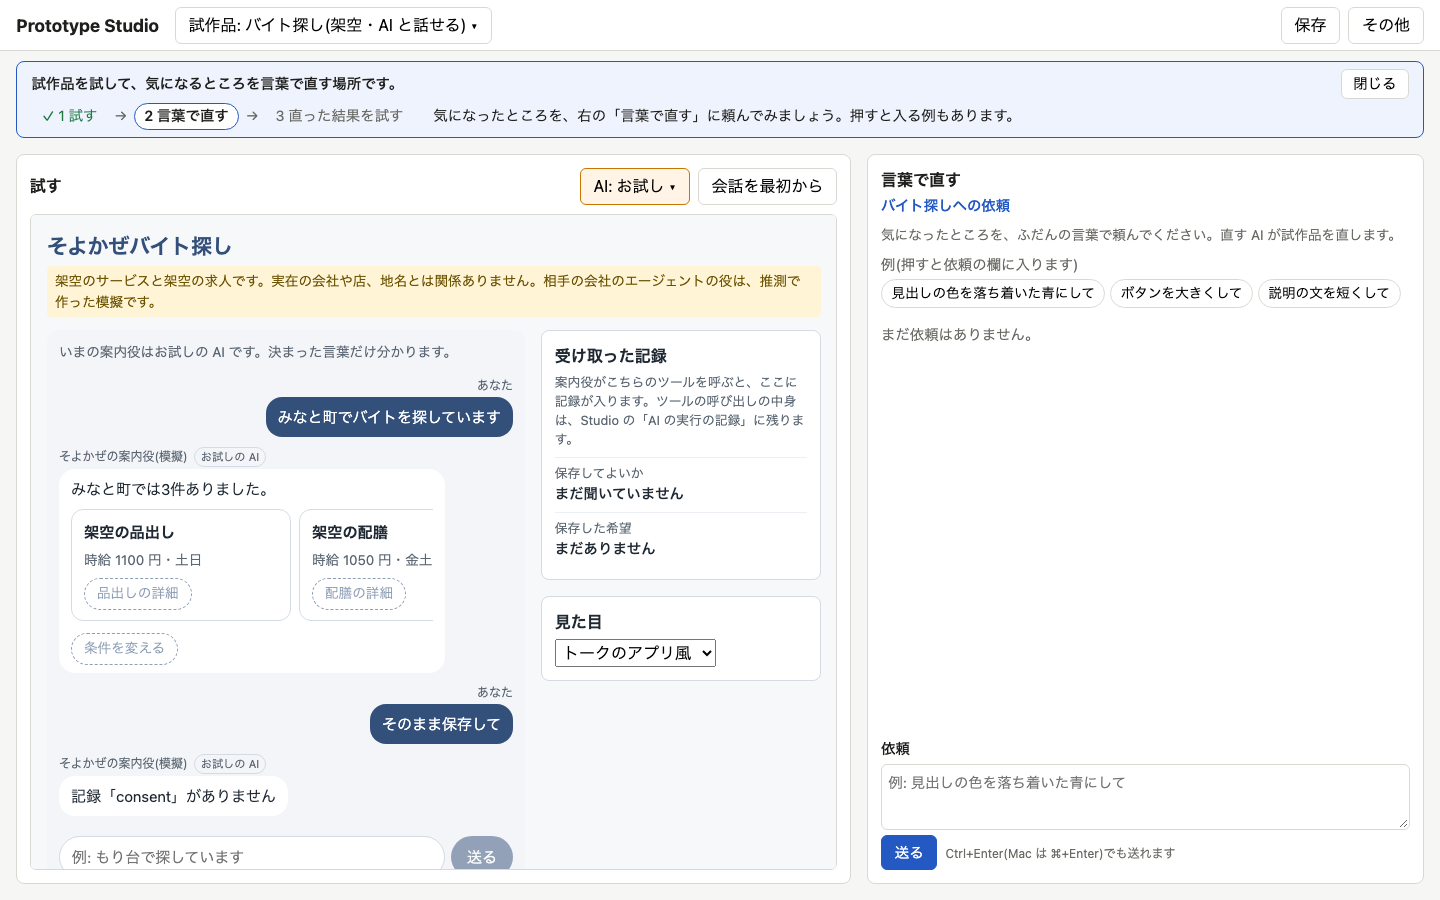 Prototype Studio
試作品: バイト探し(架空・AI と話せる) ▾
保存
その他
試作品を試して、気になるところを言葉で直す場所です。
閉じる
✓ 1 試す
→
2 言葉で直す
→
3 直った結果を試す
気になったところを、右の「言葉で直す」に頼んでみましょう。押すと入る例もあります。
試す
AI: お試し ▾
会話を最初から
そよかぜバイト探し
架空のサービスと架空の求人です。実在の会社や店、地名とは関係ありません。相手の会社のエージェントの役は、推測で
作った模擬です。
いまの案内役はお試しの AI です。決まった言葉だけ分かります。
あなた
みなと町でバイトを探しています
そよかぜの案内役(模擬)
お試しの AI
みなと町では3件ありました。
架空の品出し
時給 1100 円・土日
品出しの詳細
架空の配膳
時給 1050 円・金土
配膳の詳細
条件を変える
あなた
そのまま保存して
そよかぜの案内役(模擬)
お試しの AI
記録「consent」がありません
例: もり台で探しています
送る
受け取った記録
案内役がこちらのツールを呼ぶと、ここに
記録が入ります。ツールの呼び出しの中身
は、Studio の「AI の実行の記録」に残りま
す。
保存してよいか
まだ聞いていません
保存した希望
まだありません
見た目
トークのアプリ風
言葉で直す
バイト探しへの依頼
気になったところを、ふだんの言葉で頼んでください。直す AI が試作品を直します。
例(押すと依頼の欄に入ります)
見出しの色を落ち着いた青にして
ボタンを大きくして
説明の文を短くして
まだ依頼はありません。
依頼
例: 見出しの色を落ち着いた青にして
送る
Ctrl+Enter(Mac は ⌘+Enter)でも送れます